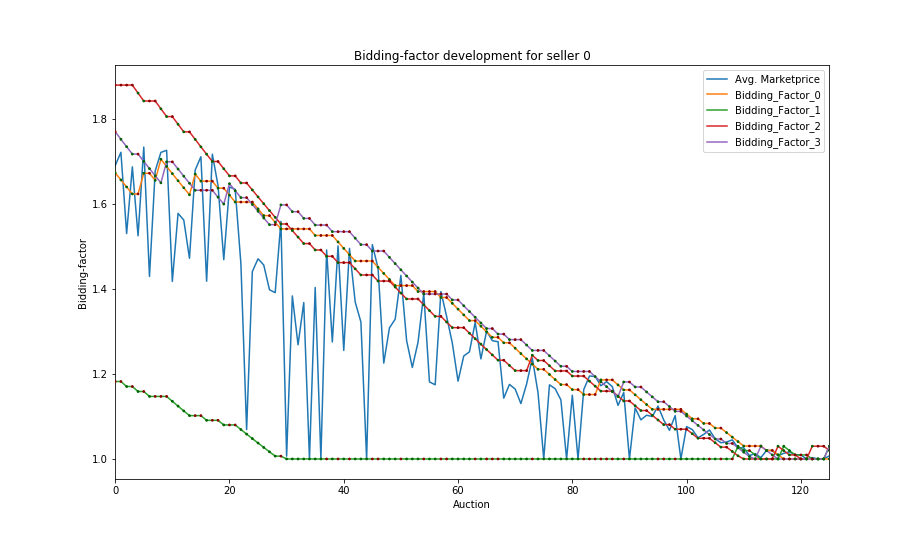 Bidding-factor development for seller 0
Avg. Marketprice
Bidding_Factor_0
Bidding_Factor_1
Bidding_Factor_2
Bidding_Factor_3
Bidding-factor
1.8
1.6
1.4
1.2
1.0
0 20 40 60 80 100 120
Auction